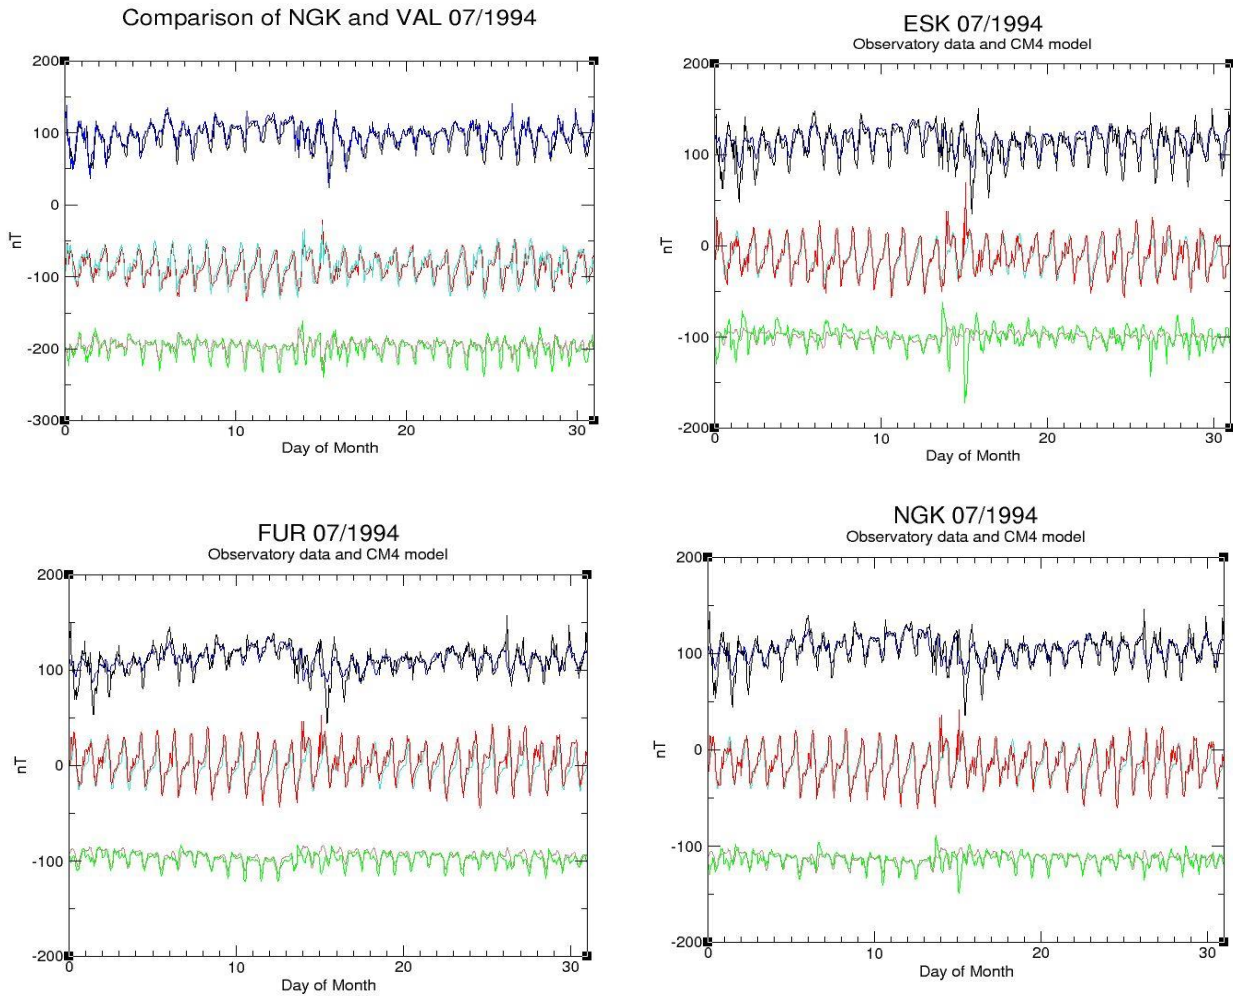 Comparison of NGK and VAL 07/1994
200
100
0
-100
-200
-300
nT
0 10 20 30
Day of Month
ESK 07/1994
Observatory data and CM4 model
200
100
0
-100
-200
nT
0 10 20 30
Day of Month
FUR 07/1994
Observatory data and CM4 model
200
100
0
-100
-200
nT
0 10 20 30
Day of Month
NGK 07/1994
Observatory data and CM4 model
200
100
0
-100
-200
nT
0 10 20 30
Day of Month